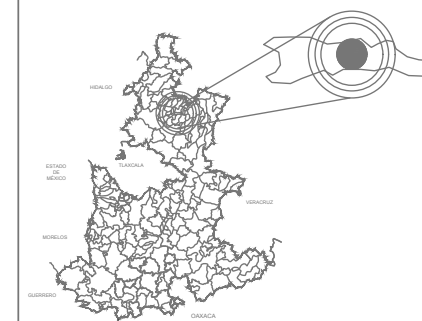 HIDALGO
TLAXCALA
ESTADO
DE
MÉXICO
VERACRUZ
MORELOS
GUERRERO
OAXACA